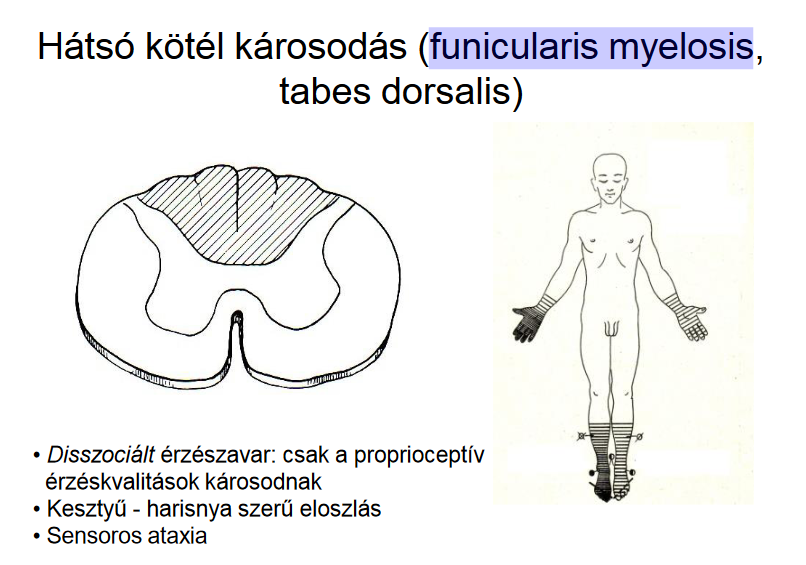 Hátsó kötél károsodás (funicularis myelosis,
tabes dorsalis)
• Disszociált érzészavar: csak a proprioceptív
érzéskvalitások károsodnak
• Kesztyű - harisnya szerű eloszlás
• Sensoros ataxia